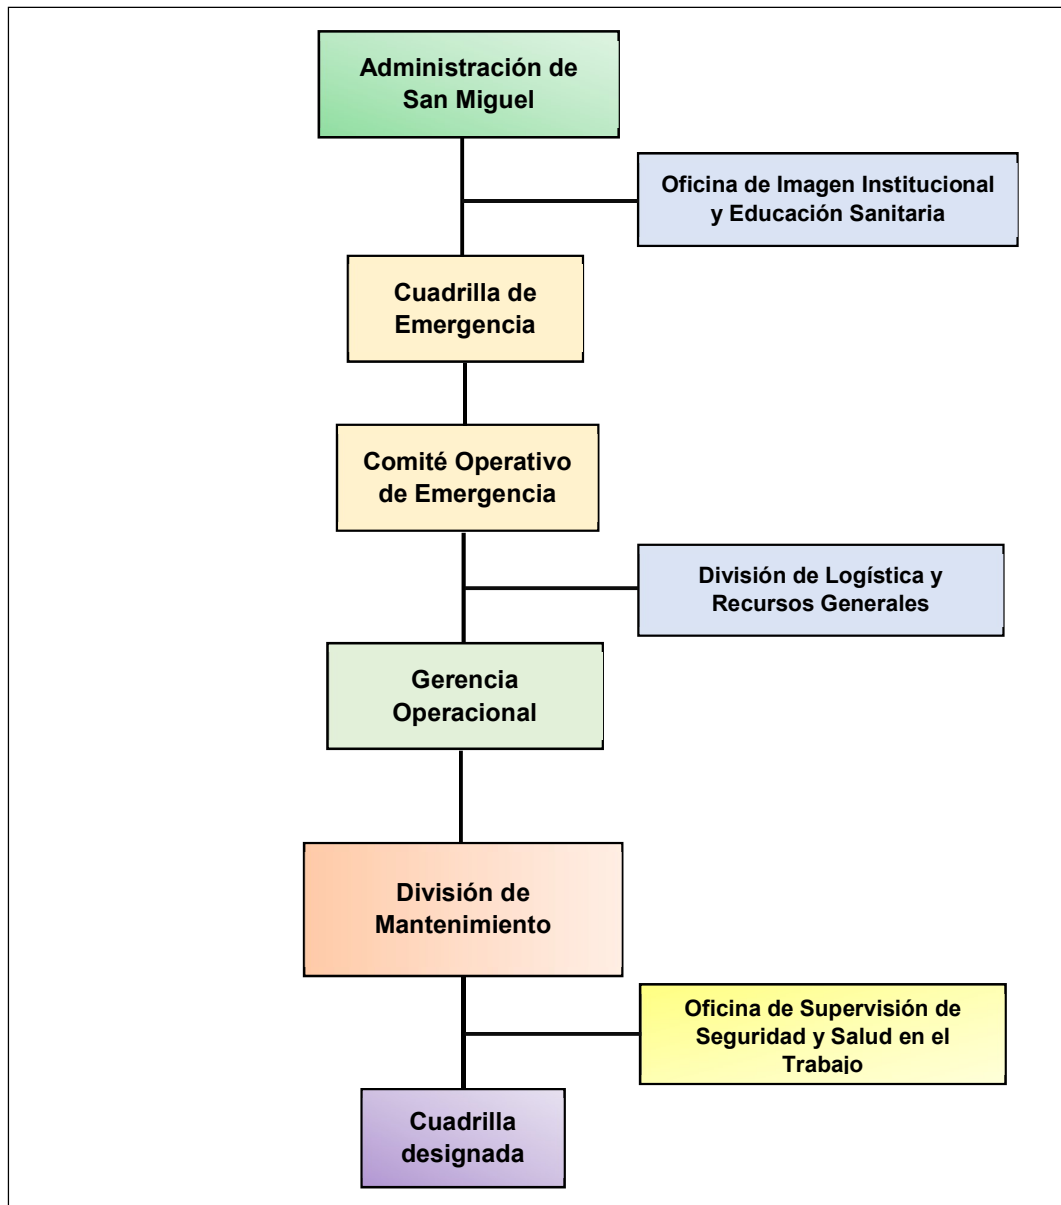 Administración de
San Miguel
Oficina de Imagen Institucional
y Educación Sanitaria
Cuadrilla de
Emergencia
Comité Operativo
de Emergencia
División de Logística y
Recursos Generales
Gerencia
Operacional
División de
Mantenimiento
Oficina de Supervisión de
Seguridad y Salud en el
Trabajo
Cuadrilla
designada